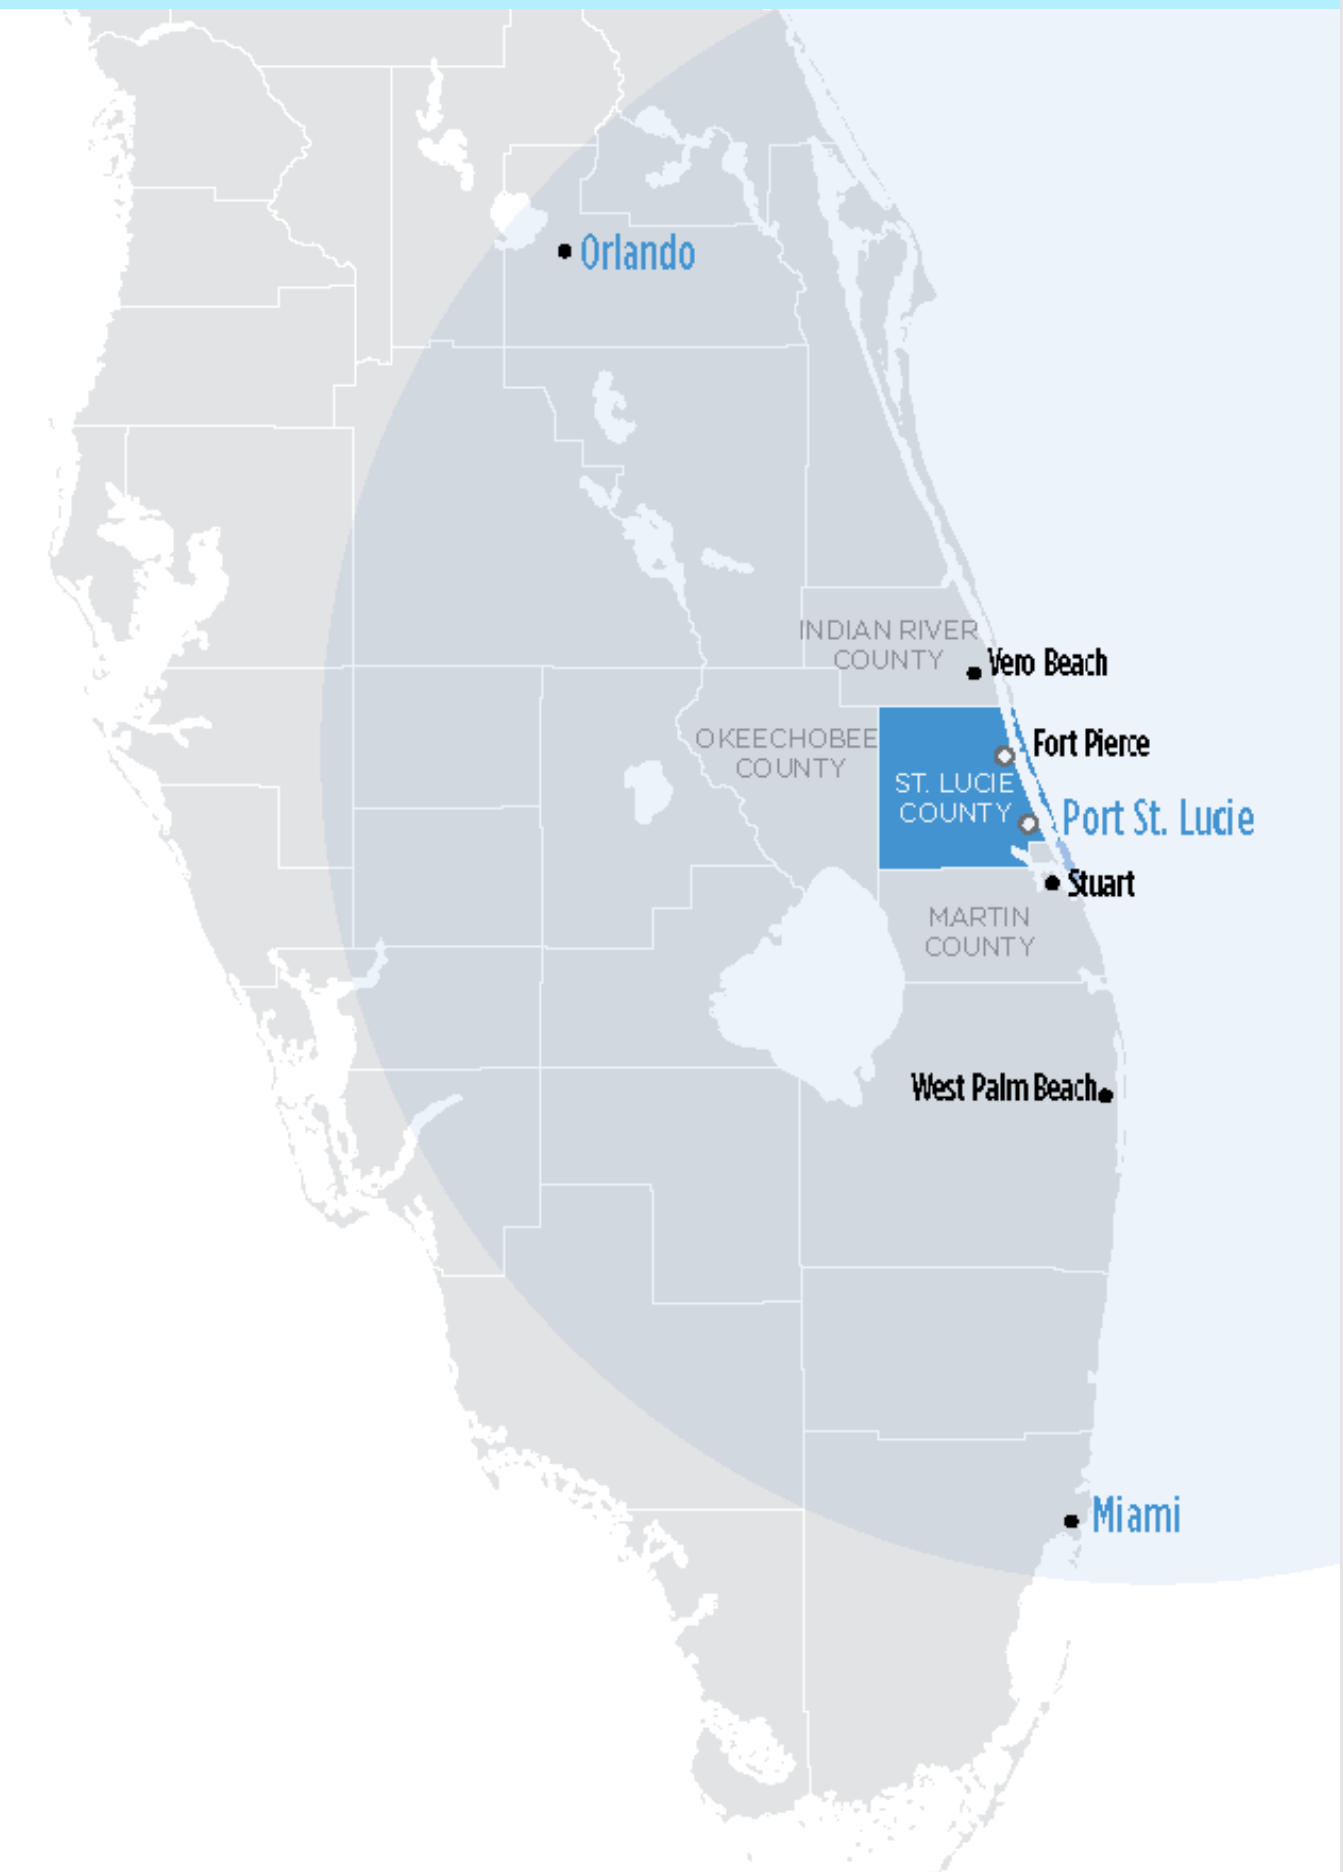 Orlando
INDIAN RIVER
COUNTY
Vero Beach
OKEECHOBEE
COUNTY
Fort Pierce
ST. LUCIE
COUNTY
Port St. Lucie
Stuart
MARTIN
COUNTY
West Palm Beach
Miami